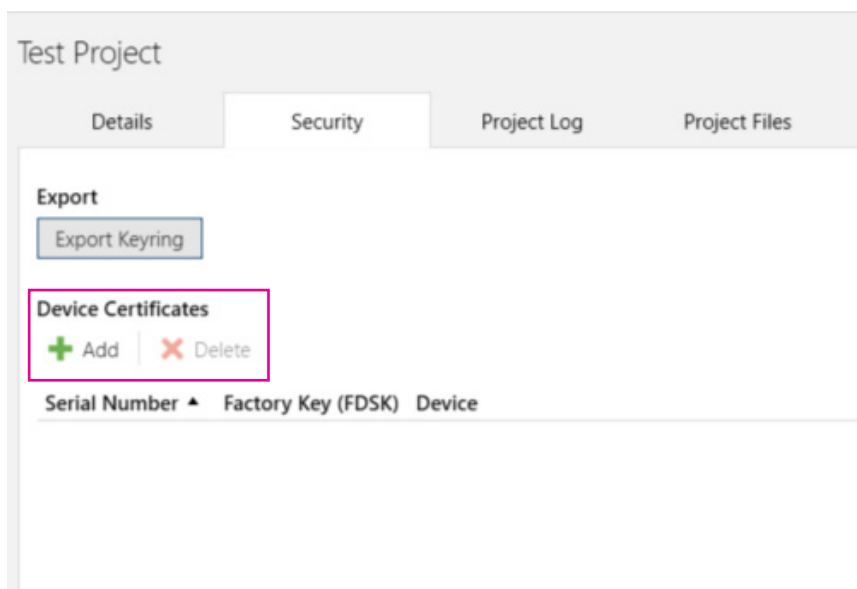 Test Project
Details Security Project Log Project Files
Export
Export Keyring
Device Certificates
Add Delete
Serial Number Factory Key (FDSK) Device